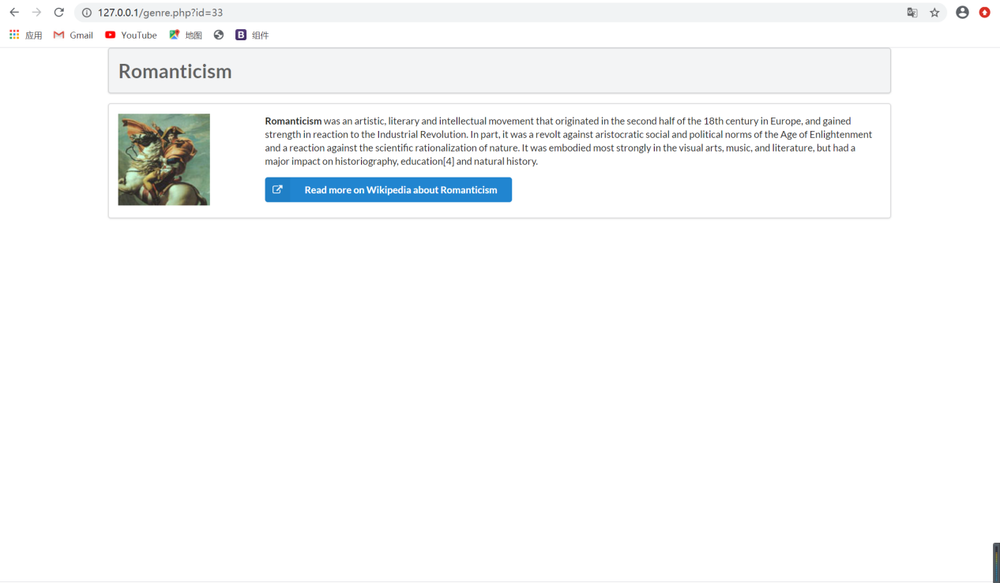 127.0.0.1/genre.php?id=33
应用 Gmail YouTube 地图 B 组件
Romanticism
Romanticism was an artistic, literary and intellectual movement that originated in the second half of the 18th century in Europe, and gained
strength in reaction to the Industrial Revolution. In part, it was a revolt against aristocratic social and political norms of the Age of Enlightenment
and a reaction against the scientific rationalization of nature. It was embodied most strongly in the visual arts, music, and literature, but had a
major impact on historiography, education[4] and natural history.
Read more on Wikipedia about Romanticism